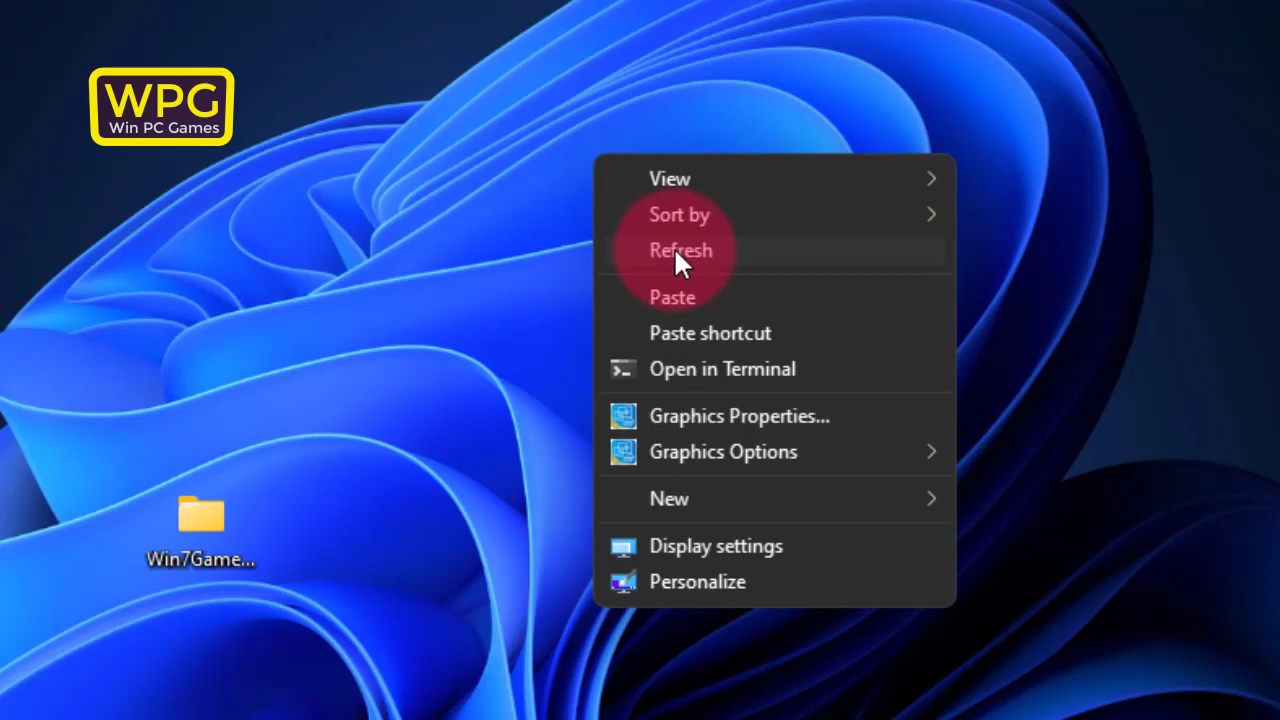 WPG
Win PC Games
View
Sort by
Refresh
Paste
Paste shortcut
Open in Terminal
Graphics Properties...
Graphics Options
New
Display settings
Personalize
Win7Game...